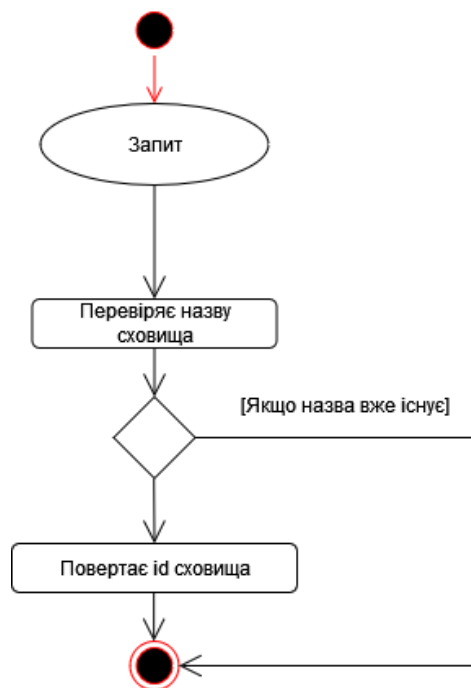 Запит
Перевіряє назву
сховища
[Якщо назва вже існує]
Повертає id сховища